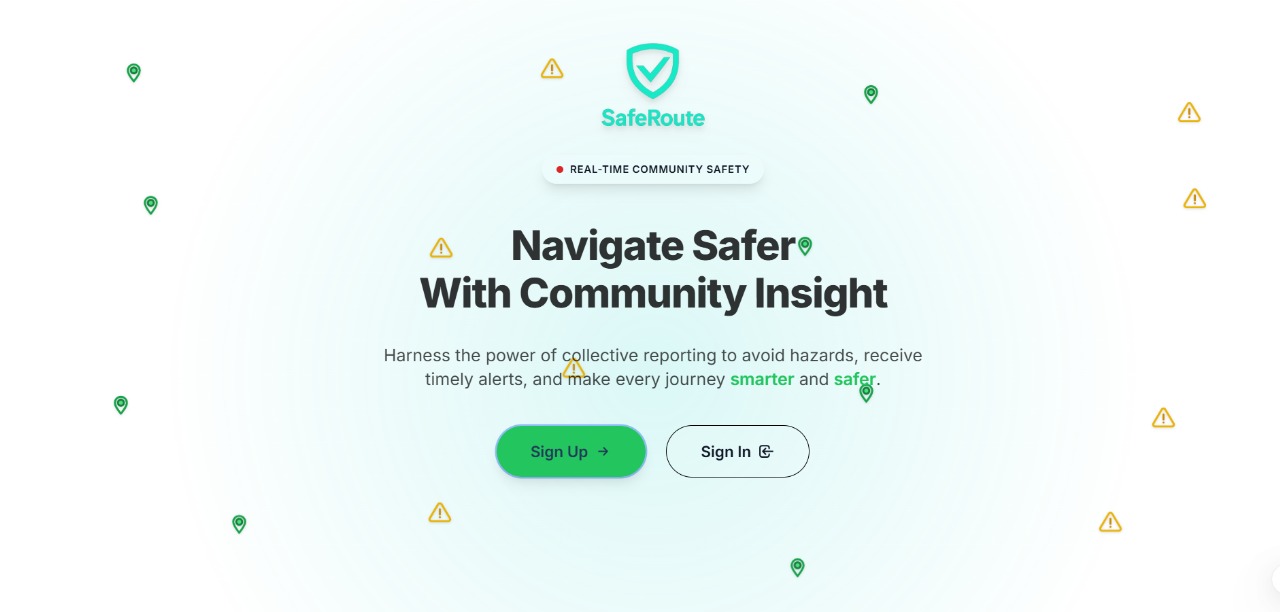 SafeRoute
REAL-TIME COMMUNITY SAFETY
Navigate Safer
With Community Insight
Harness the power of collective reporting to avoid hazards, receive
timely alerts, and make every journey smarter and safer.
Sign Up
Sign In